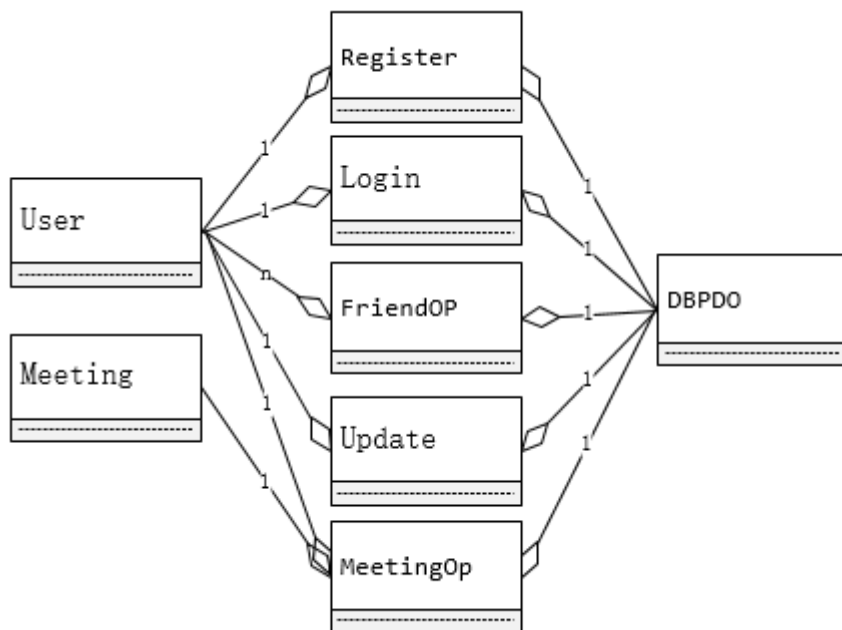 Register
1
1
Login
1
User
1
n
FriendOP
1
DBPDO
Meeting
1
1
1
Update
1
1
MeetingOp